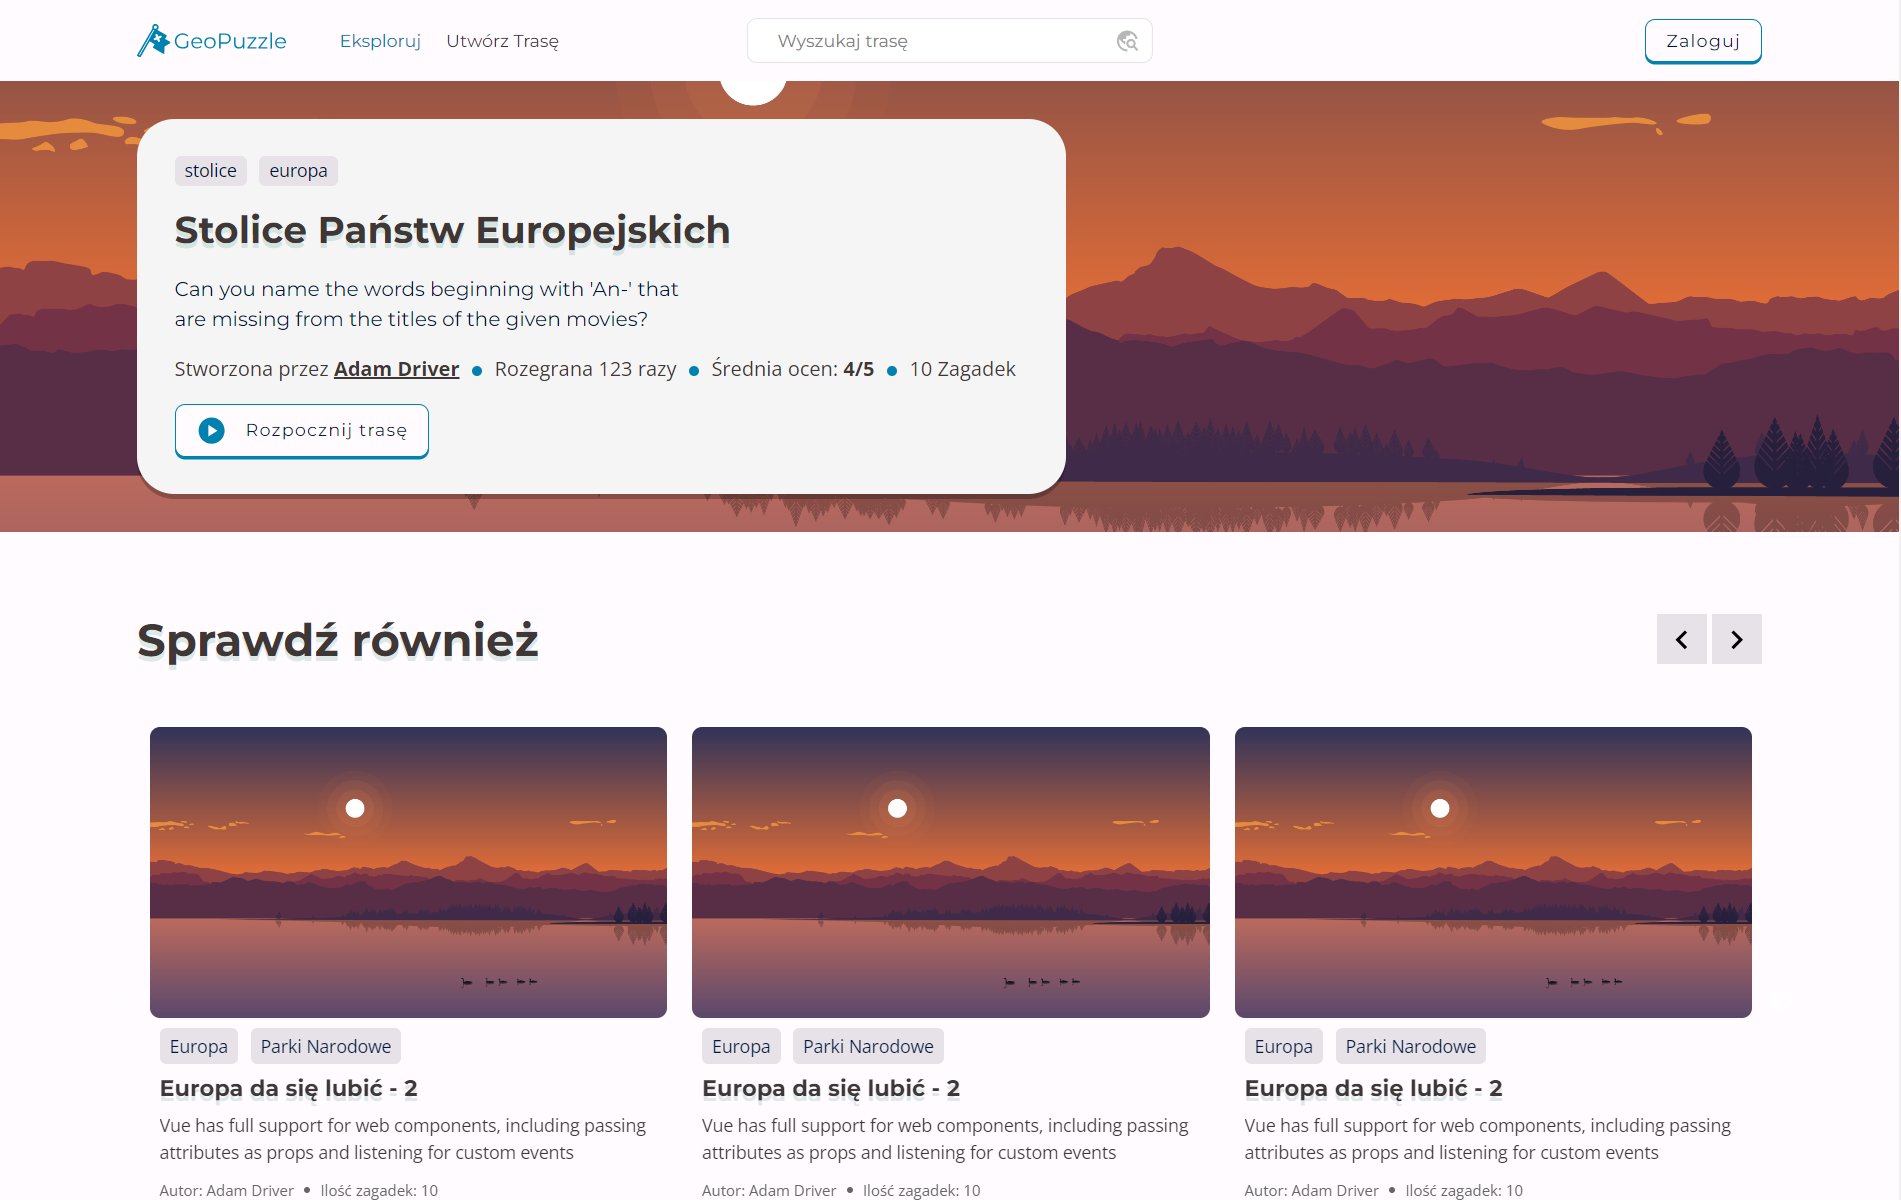 GeoPuzzle
Eksploruj Utwórz Trasę
Wyszukaj trasę
Zaloguj
stolice europa
Stolice Państw Europejskich
Can you name the words beginning with 'An-' that
are missing from the titles of the given movies?
Stworzona przez Adam Driver ● Rozegrana 123 razy ● Średnia ocen: 4/5 ● 10 Zagadek
Rozpocznij trasę
Sprawdź również
Europa Parki Narodowe
Europa da się lubić - 2
Vue has full support for web components, including passing
attributes as props and listening for custom events
Autor: Adam Driver ● Ilość zagadek: 10
Europa Parki Narodowe
Europa da się lubić - 2
Vue has full support for web components, including passing
attributes as props and listening for custom events
Autor: Adam Driver ● Ilość zagadek: 10
Europa Parki Narodowe
Europa da się lubić - 2
Vue has full support for web components, including passing
attributes as props and listening for custom events
Autor: Adam Driver ● Ilość zagadek: 10